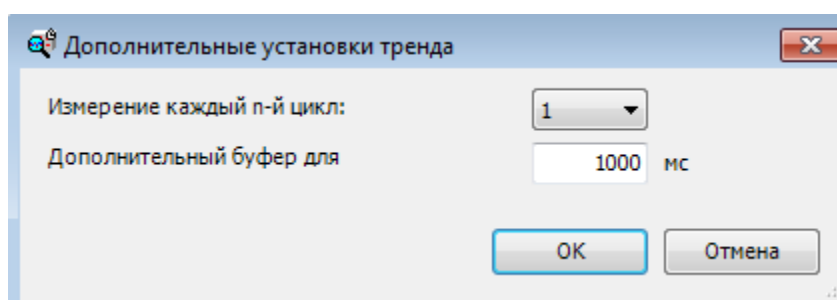 Дополнительные установки тренда
Измерение каждый n-й цикл: 1
Дополнительный буфер для 1000 мс
OK Отмена